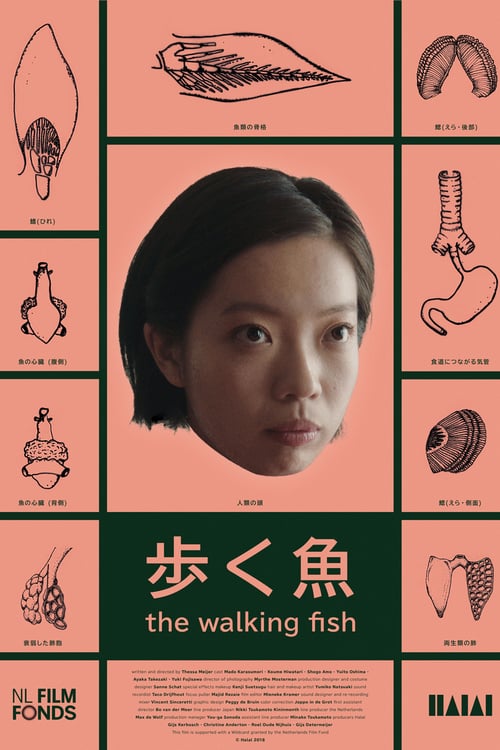 魚類の骨格
鰓(えら・後部)
鰭(ひれ)
魚の心臓 (腹側)
食道につながる気管
魚の心臓 (背側)
人類の頭
鰓(えら・側面)
歩く魚
the walking fish
衰弱した肺胞
両生類の肺
written and directed by Thessa Meijer cast Mado Karasumori · Kaume Hiwatari · Shogo Amo · Yuito Oshima ·
Ayaka Takezaki · Yuki Fujisawa director of photography Myrthe Mosterman production designer and costume
designer Sanne Schat special effects makeup Kenji Suetsugu hair and makeup artist Yumiko Natsuaki sound
recordist Taco Drijfhout focus puller Majid Rezaie film editor Minneke Kramer sound designer and re-recording
mixer Vincent Sinceretti graphic design Peggy de Bruin color correction Joppo in de Grot first assistant
director Bo van der Meer line producer Japan Nikki Tsukamoto Kininmonth line producer the Netherlands
Max de Wolf production manager You-ga Sonoda assistant line producer Minako Tsukamoto producers Halal
Gijs Kerbosch · Christine Anderton · Roel Oude Nijhuis · Gijs Determeijer
This film is supported with a Wildcard granted by the Netherlands Film Fund
© Halal 2018
NL FILM
FONDS
HALAL